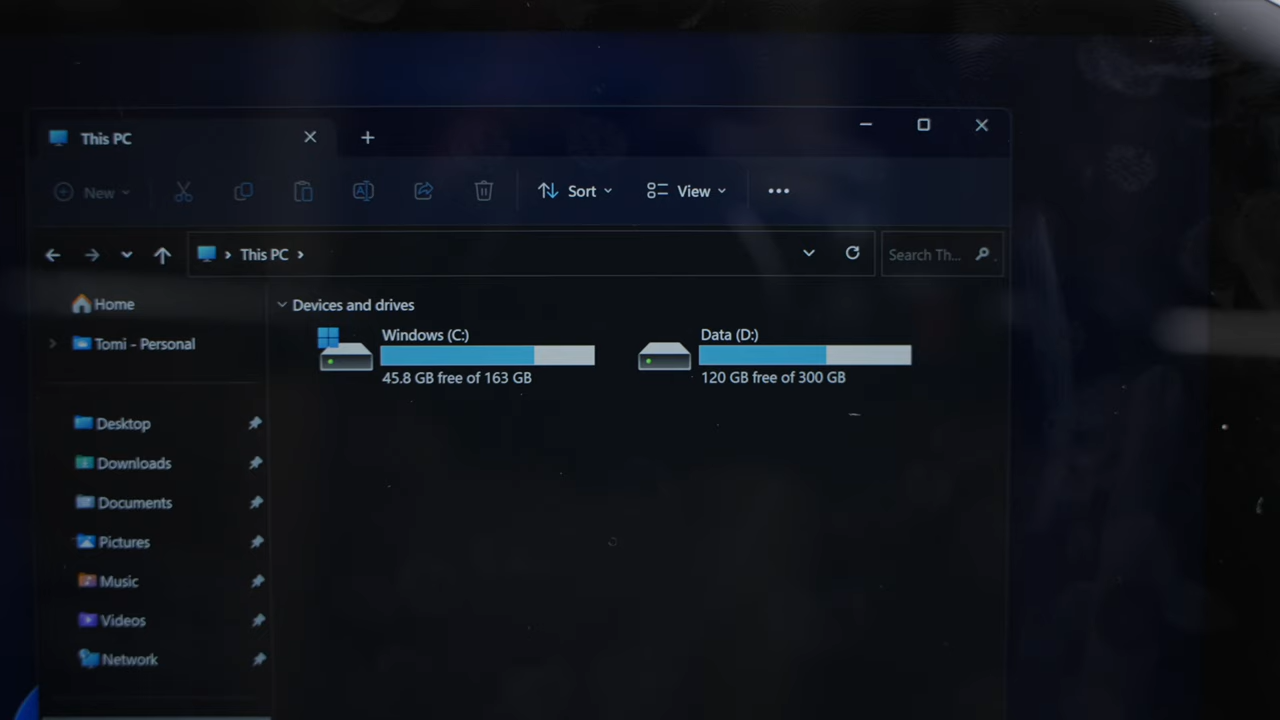 This PC
New
Sort
View
This PC
Search Th...
Home
Tomi - Personal
Desktop
Downloads
Documents
Pictures
Music
Videos
Network
Devices and drives
Windows (C:)
45.8 GB free of 163 GB
Data (D:)
120 GB free of 300 GB